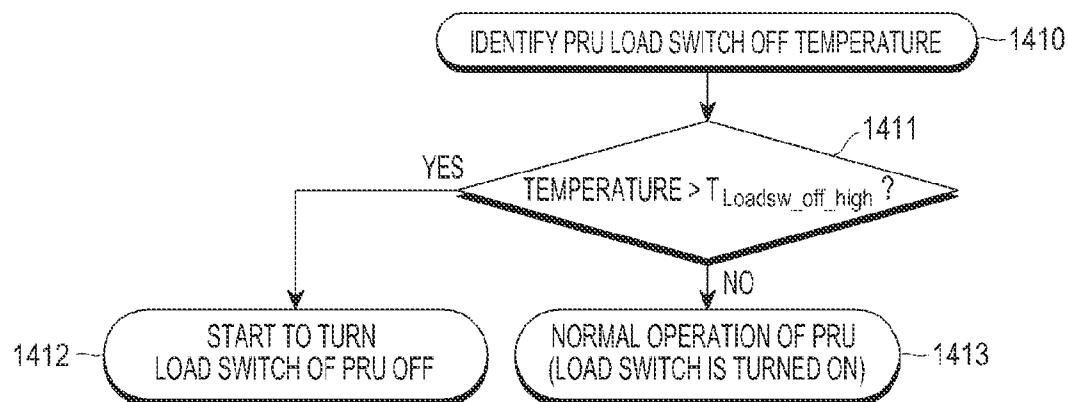 IDENTIFY PRU LOAD SWITCH OFF TEMPERATURE
1410
1411
YES
TEMPERATURE > T Loadsw_off_high ?
NO
1412
START TO TURN
LOAD SWITCH OF PRU OFF
NORMAL OPERATION OF PRU
(LOAD SWITCH IS TURNED ON)
1413